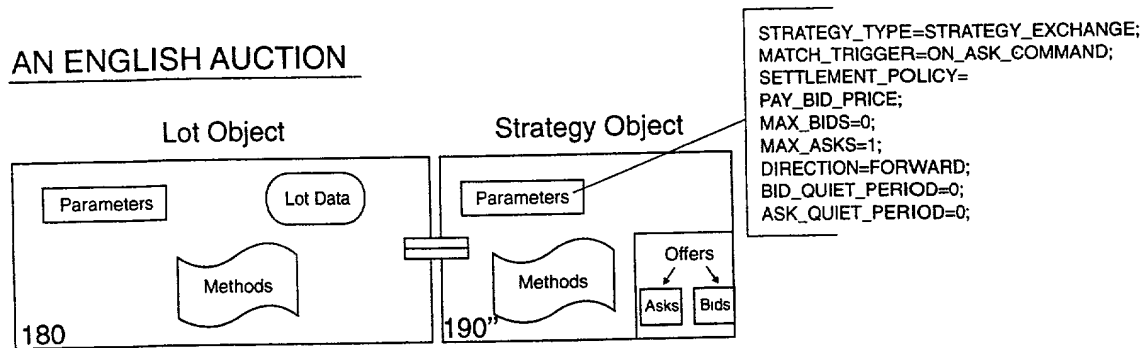 AN ENGLISH AUCTION
Lot Object
Parameters
Lot Data
Methods
180
Strategy Object
Parameters
Methods
Offers
Asks
Bids
190”
STRATEGY_TYPE=STRATEGY_EXCHANGE;
MATCH_TRIGGER=ON_ASK_COMMAND;
SETTLEMENT_POLICY=
PAY_BID_PRICE;
MAX_BIDS=0;
MAX_ASKS=1;
DIRECTION=FORWARD;
BID_QUIET_PERIOD=0;
ASK_QUIET_PERIOD=0;